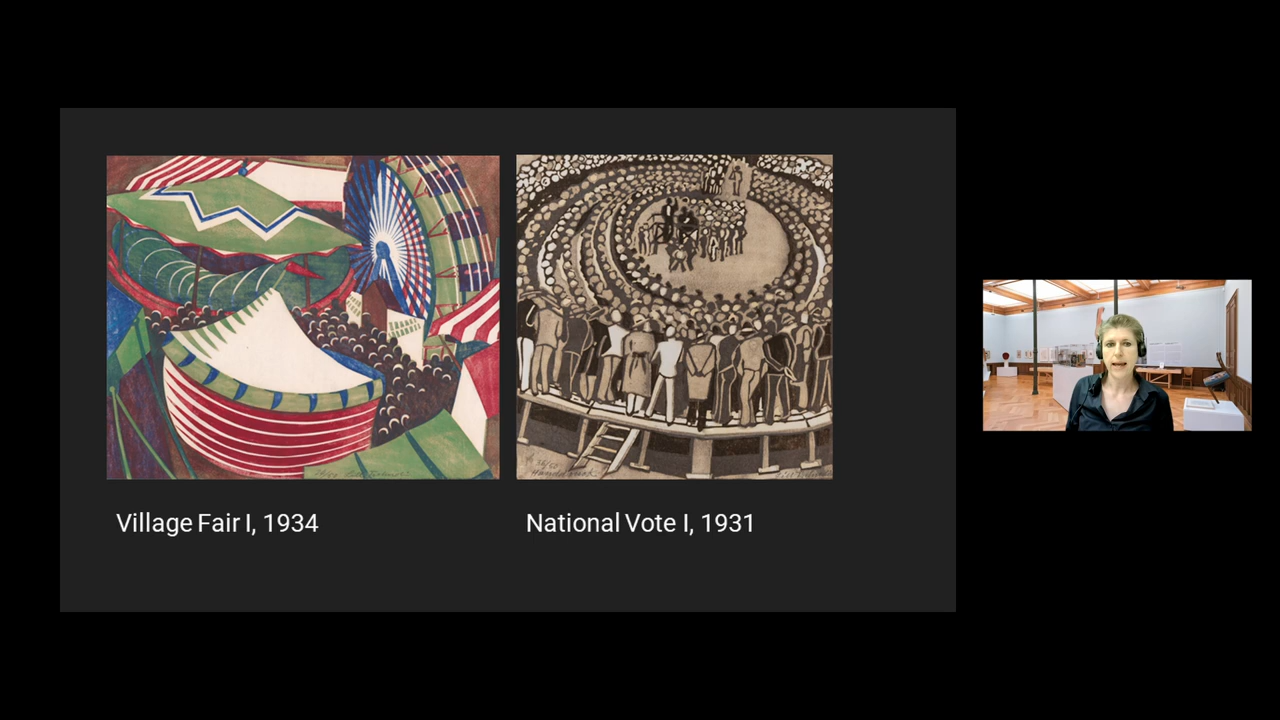 Village Fair I, 1934
National Vote I, 1931